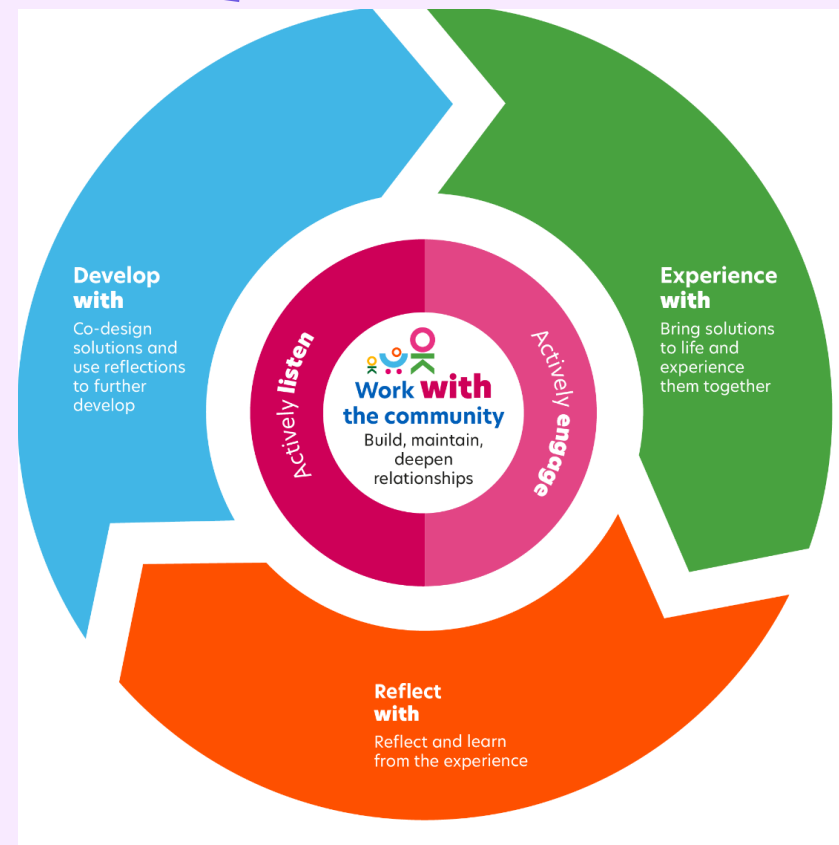 Develop
with
Co-design
solutions and
use reflections
to further
develop
Experience
with
Bring solutions
to life and
experience
them together
Actively listen
Work with
the community
Build, maintain,
deepen
relationships
Actively engage
Reflect
with
Reflect and learn
from the experience